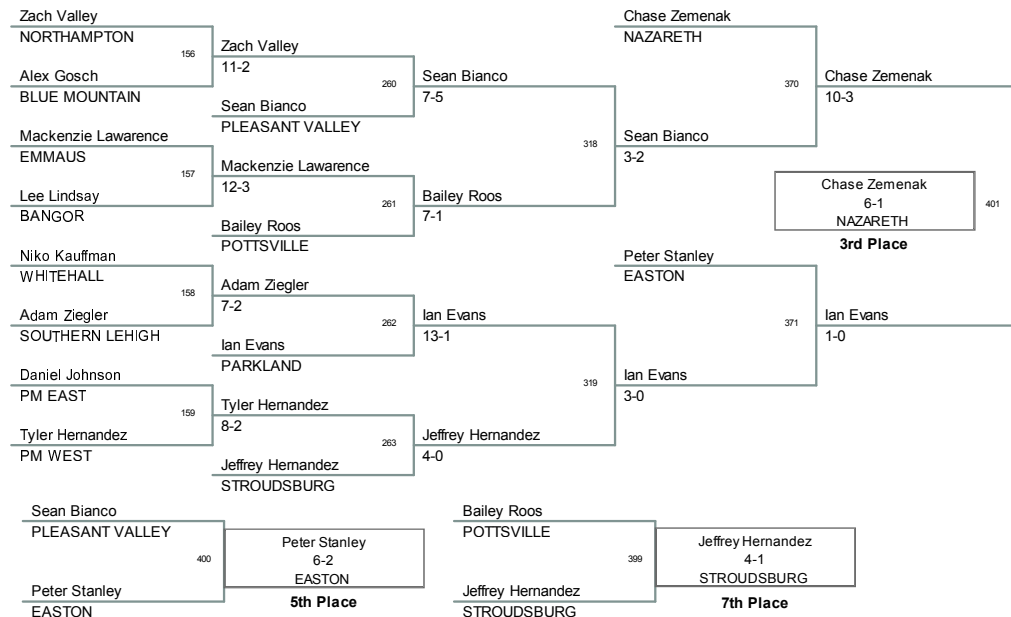 Zach Valley
NORTHAMPTON
156
Alex Gosch
BLUE MOUNTAIN
Mackenzie Lawarence
EMMAUS
157
Lee Lindsay
BANGOR
Niko Kauffman
WHITEHALL
158
Adam Ziegler
SOUTHERN LEHIGH
Daniel Johnson
PM EAST
159
Tyler Hernandez
PM WEST
Zach Valley
11-2
260
Sean Bianco
PLEASANT VALLEY
Mackenzie Lawarence
12-3
261
Bailey Roos
POTTSVILLE
Adam Ziegler
7-2
262
Ian Evans
PARKLAND
Tyler Hernandez
8-2
263
Jeffrey Hernandez
STROUDSBURG
Sean Bianco
7-5
318
Bailey Roos
7-1
Ian Evans
13-1
319
Jeffrey Hernandez
4-0
Chase Zemenak
NAZARETH
370
Sean Bianco
3-2
Peter Stanley
EASTON
371
Ian Evans
3-0
Chase Zemenak
10-3
Chase Zemenak
6-1
NAZARETH
401
3rd Place
Ian Evans
1-0
Sean Bianco
PLEASANT VALLEY
400
Peter Stanley
EASTON
Peter Stanley
6-2
EASTON
5th Place
Bailey Roos
POTTSVILLE
399
Jeffrey Hernandez
STROUDSBURG
Jeffrey Hernandez
4-1
STROUDSBURG
7th Place